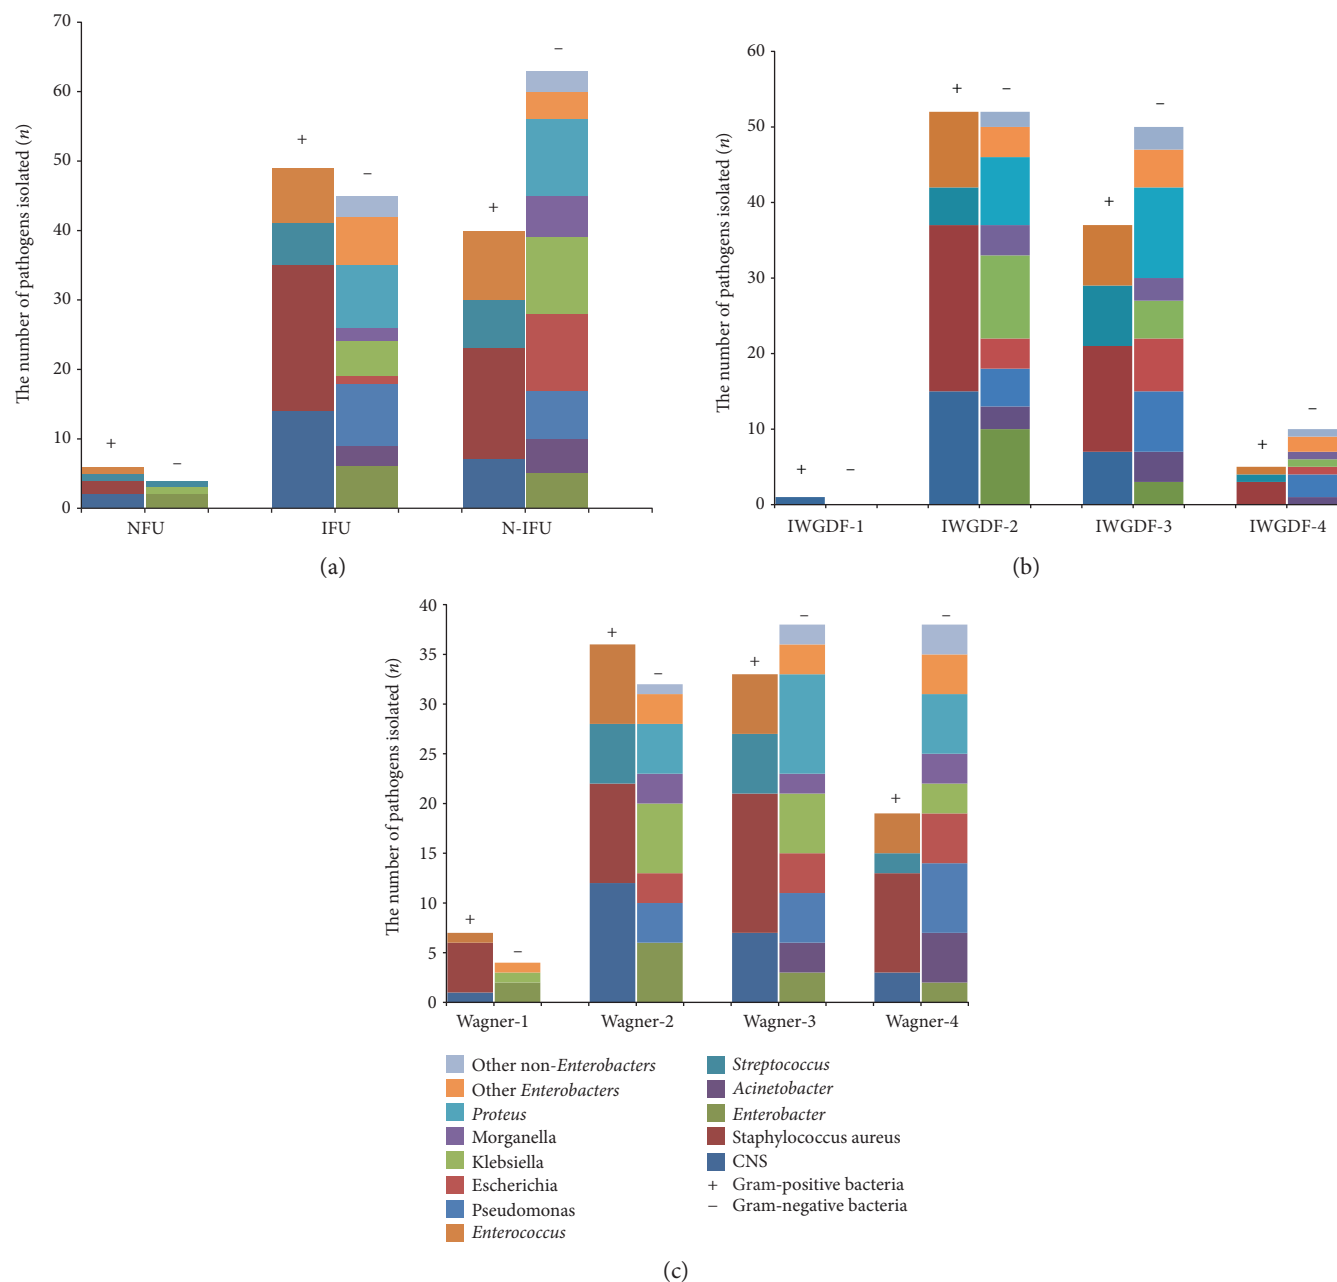 The number of pathogens isolated (n)
70
60
50
40
30
20
10
0
+
−
+
−
+
−
NFU
IFU
N-IFU
(a)
The number of pathogens isolated (n)
60
50
40
30
20
10
0
+
−
+
−
+
−
+
−
IWGDF-1
IWGDF-2
IWGDF-3
IWGDF-4
(b)
The number of pathogens isolated (n)
40
35
30
25
20
15
10
5
0
+
−
+
−
+
−
+
−
Wagner-1
Wagner-2
Wagner-3
Wagner-4
Other non-Enterobacters
Other Enterobacters
Proteus
Morganella
Klebsiella
Escherichia
Pseudomonas
Enterococcus
Streptococcus
Acinetobacter
Enterobacter
Staphylococcus aureus
CNS
+ Gram-positive bacteria
− Gram-negative bacteria
(c)